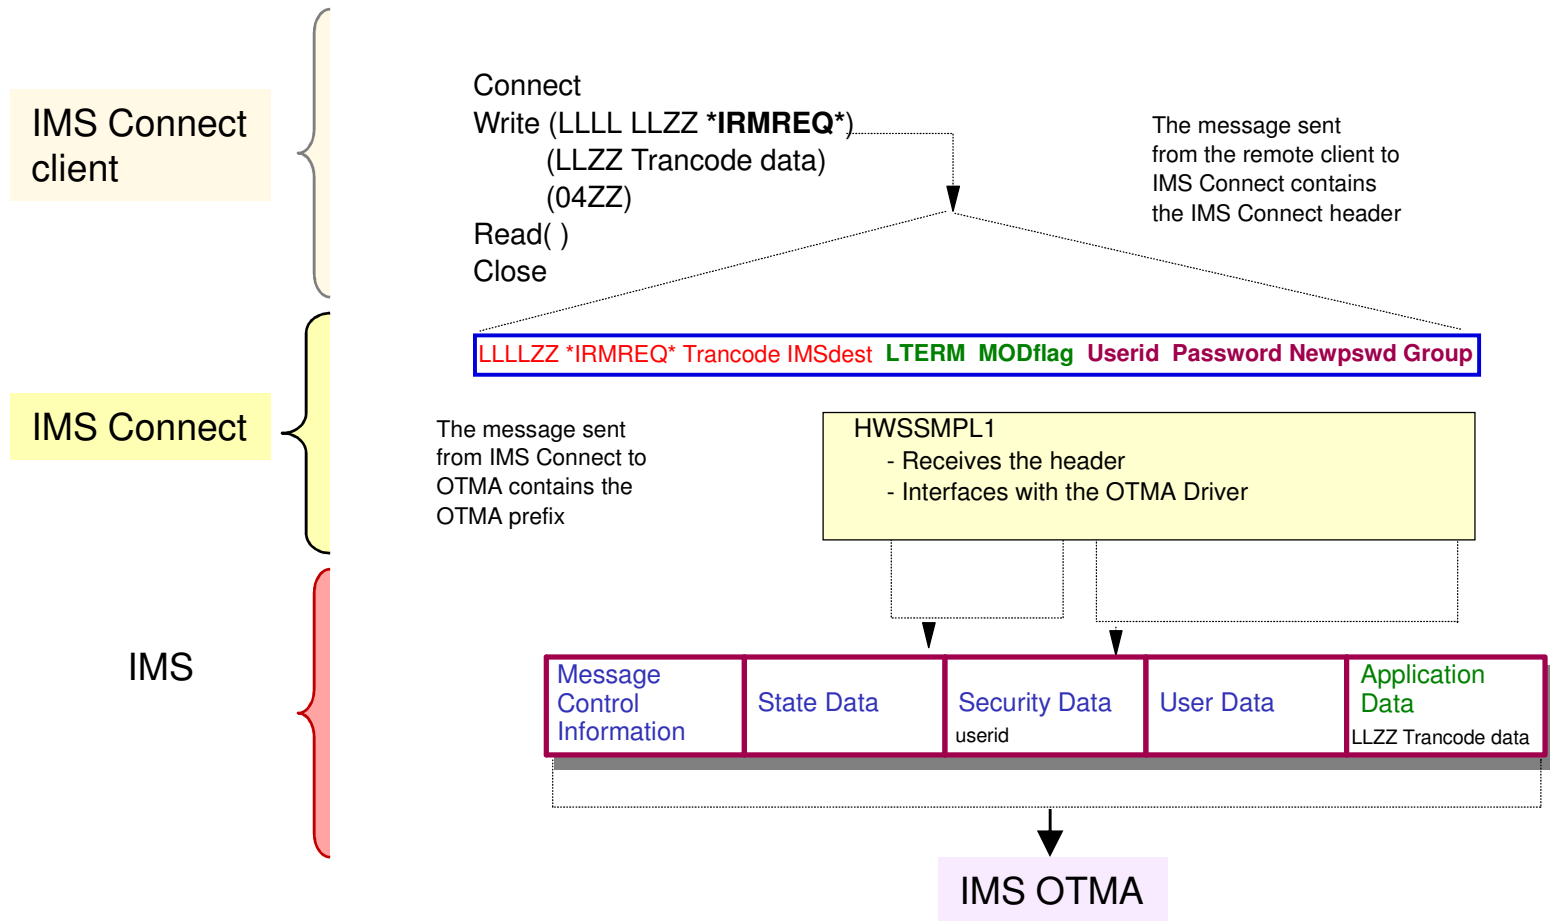 IMS Connect
client
Connect
Write (LLLL LLZZ *IRMREQ*)
(LLZZ Trancode data)
(04ZZ)
Read( )
Close
The message sent
from the remote client to
IMS Connect contains
the IMS Connect header
LLLLZZ *IRMREQ* Trancode IMSdest LTERM MODflag Userid Password Newpswd Group
IMS Connect
The message sent
from IMS Connect to
OTMA contains the
OTMA prefix
HWSSMPL1
- Receives the header
- Interfaces with the OTMA Driver
IMS
Message
Control
Information
State Data
Security Data
userid
User Data
Application
Data
LLZZ Trancode data
IMS OTMA